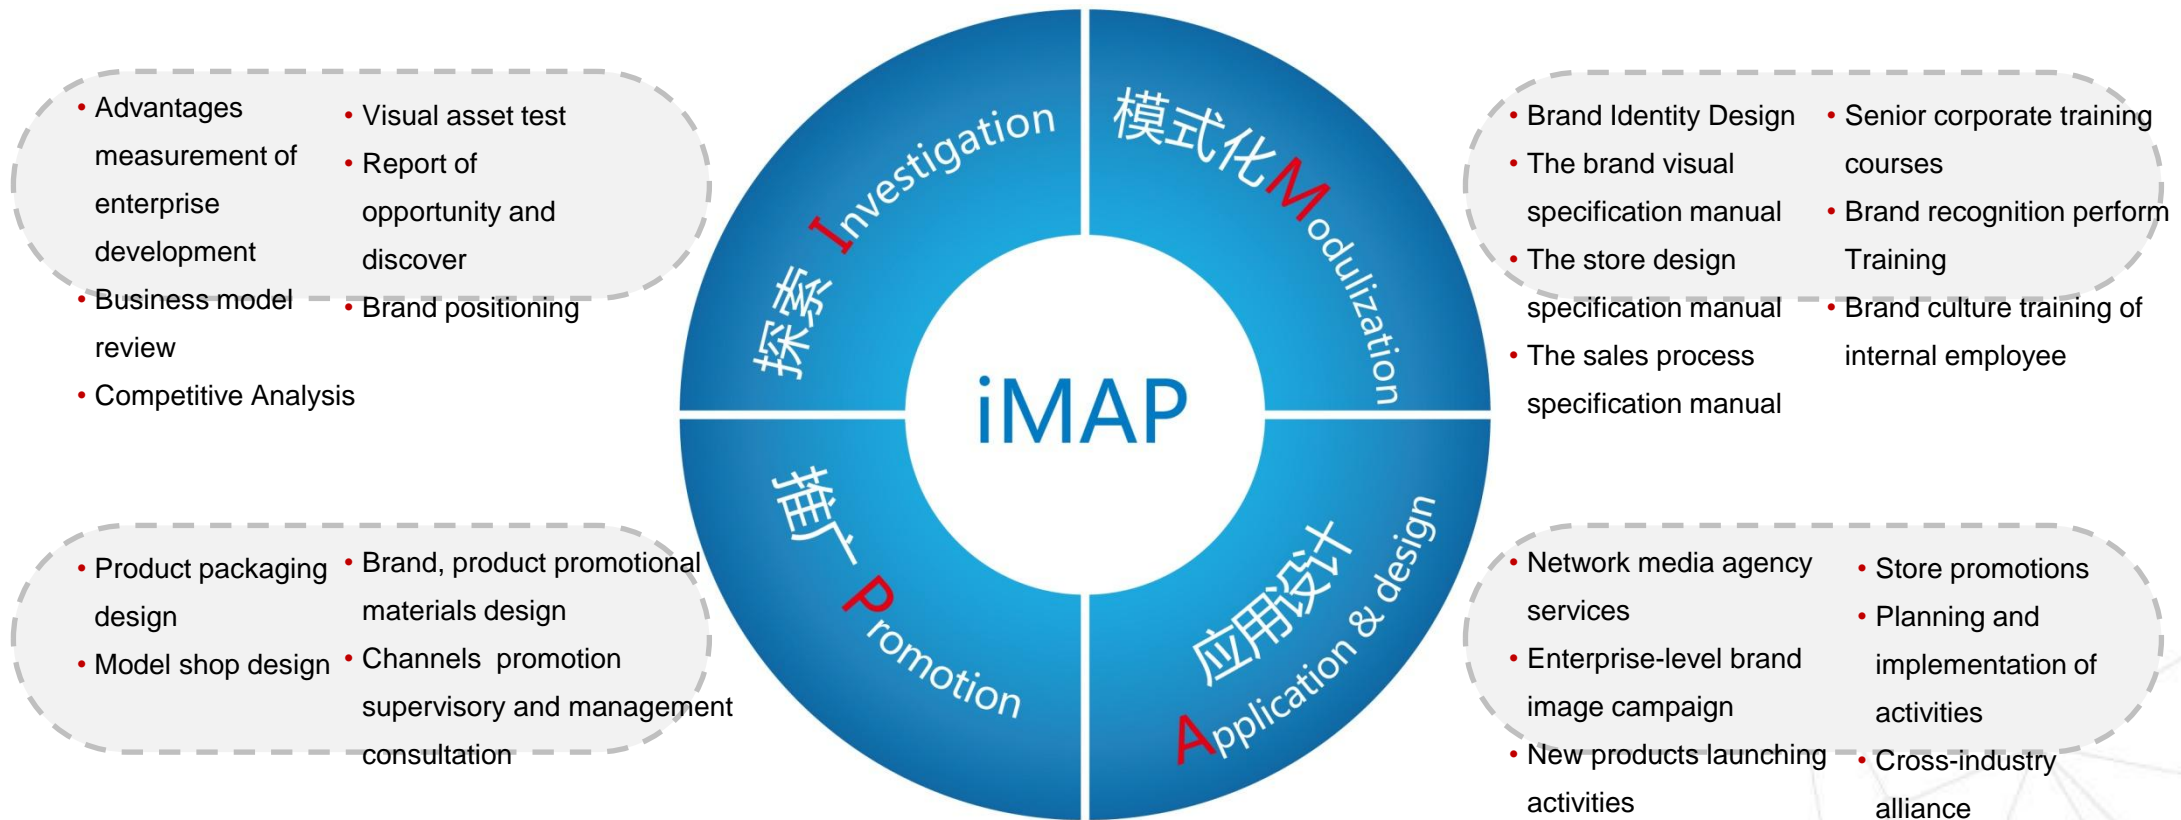 Advantages
measurement of
enterprise
development
Business model
review
Competitive Analysis
Visual asset test
Report of
opportunity and
discover
Brand positioning
探索 Investigation
模式化Modulization
Brand Identity Design
The brand visual
specification manual
The store design
specification manual
The sales process
specification manual
Senior corporate training
courses
Brand recognition perform
Training
Brand culture training of
internal employee
iMAP
Product packaging
design
Model shop design
Brand, product promotional
materials design
Channels promotion
supervisory and management
consultation
推广 Promotion
应用设计
Application & design
Network media agency
services
Enterprise-level brand
image campaign
New products launching
activities
Store promotions
Planning and
implementation of
activities
Cross-industry
alliance